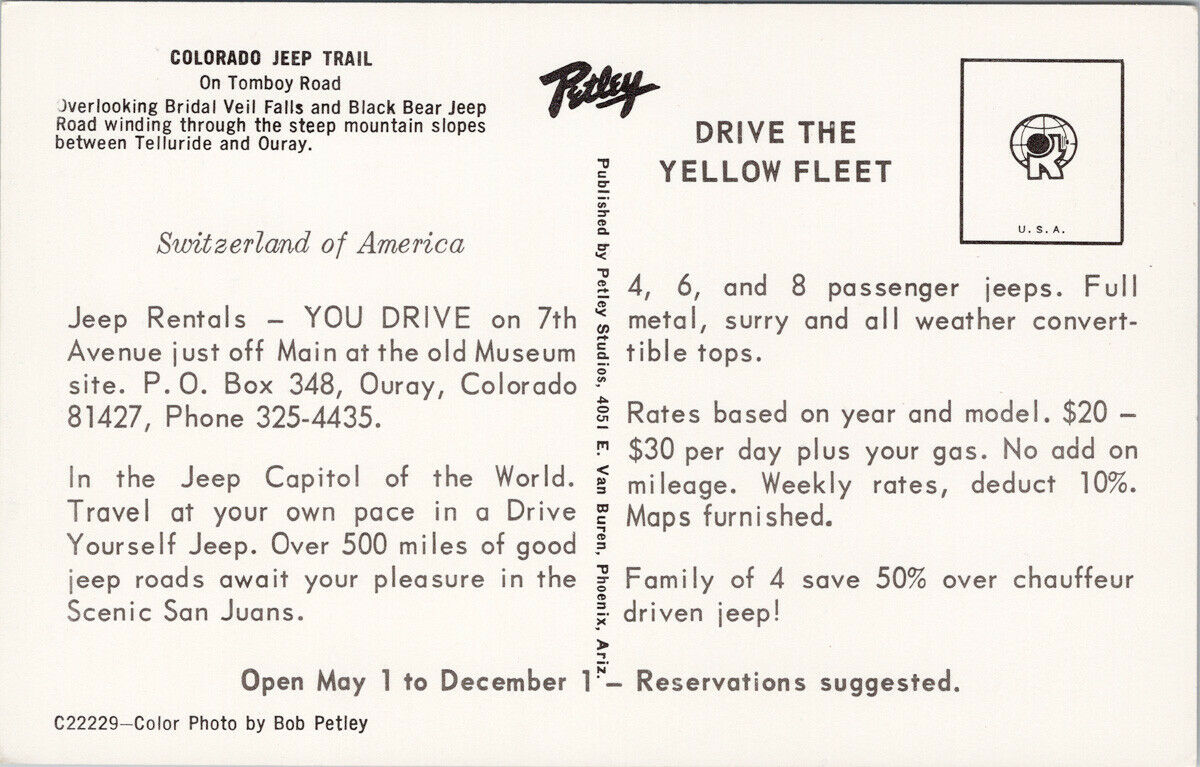 COLORADO JEEP TRAIL
On Tomboy Road
Overlooking Bridal Veil Falls and Black Bear Jeep
Road winding through the steep mountain slopes
between Telluride and Ouray.
Switzerland of America
Jeep Rentals – YOU DRIVE on 7th
Avenue just off Main at the old Museum
site. P.O. Box 348, Ouray, Colorado
81427, Phone 325-4435.
In the Jeep Capitol of the World.
Travel at your own pace in a Drive
Yourself Jeep. Over 500 miles of good
jeep roads await your pleasure in the
Scenic San Juans.
Petley
Published by Petley Studios, 4051 E. Van Buren, Phoenix, Ariz.
DRIVE THE
YELLOW FLEET
U.S.A.
4, 6, and 8 passenger jeeps. Full
metal, surry and all weather convert-
tible tops.
Rates based on year and model. $20 –
$30 per day plus your gas. No add on
mileage. Weekly rates, deduct 10%.
Maps furnished.
Family of 4 save 50% over chauffeur
driven jeep!
Open May 1 to December 1 – Reservations suggested.
C22229—Color Photo by Bob Petley